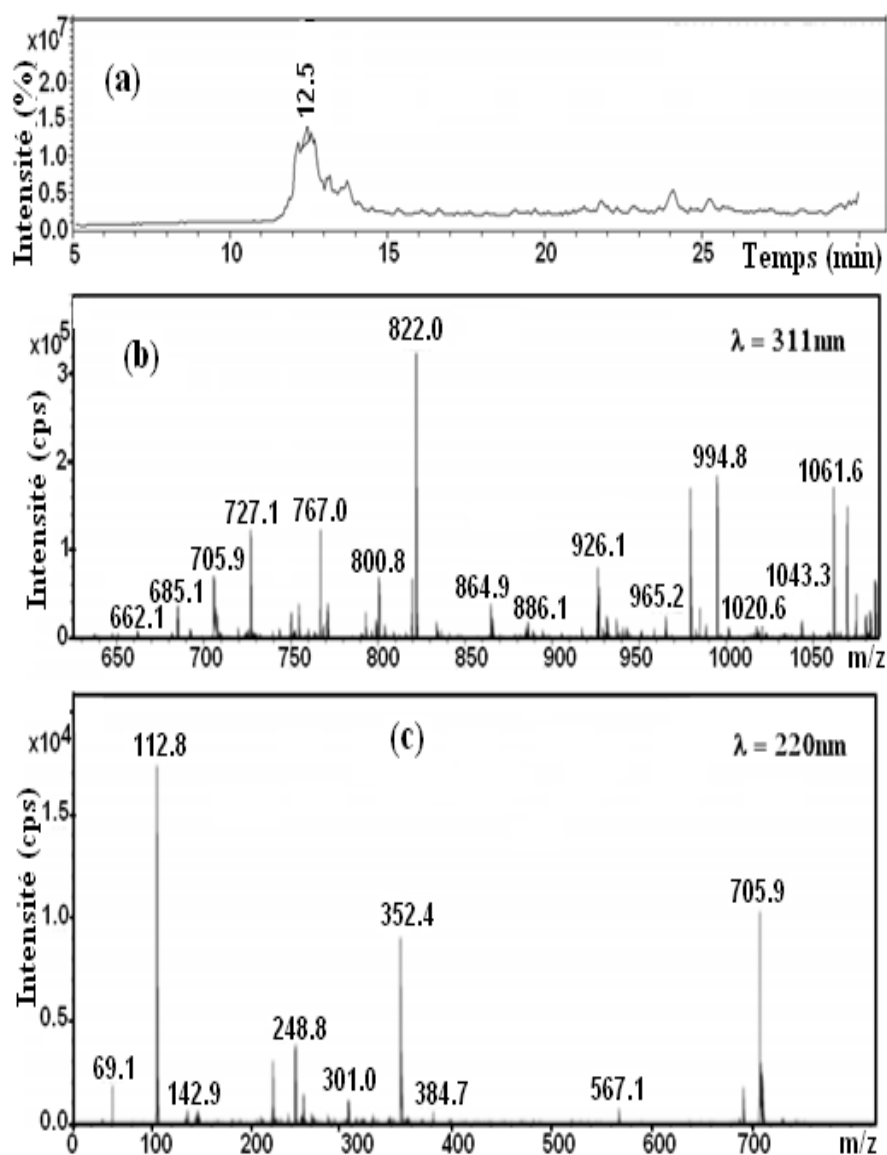 x10⁷
(a)
12.5
Intensité (%)
2.0
1.5
1.0
0.5
0.0
5 10 15 20 25 Temps (min)
822.0
x10⁵
(b)
λ = 311nm
3
994.8
1061.6
2
727.1
767.0
705.9
800.8
926.1
1
685.1
864.9
1043.3
662.1
886.1
965.2
1020.6
0
Intensité (cps)
650 700 750 800 850 900 950 1000 1050 m/z
x10⁴
112.8
(c)
λ = 220nm
1.5
705.9
352.4
1.0
Intensité (cps)
0.5
248.8
69.1
142.9
301.0
384.7
567.1
0.0
0 100 200 300 400 600 700 m/z